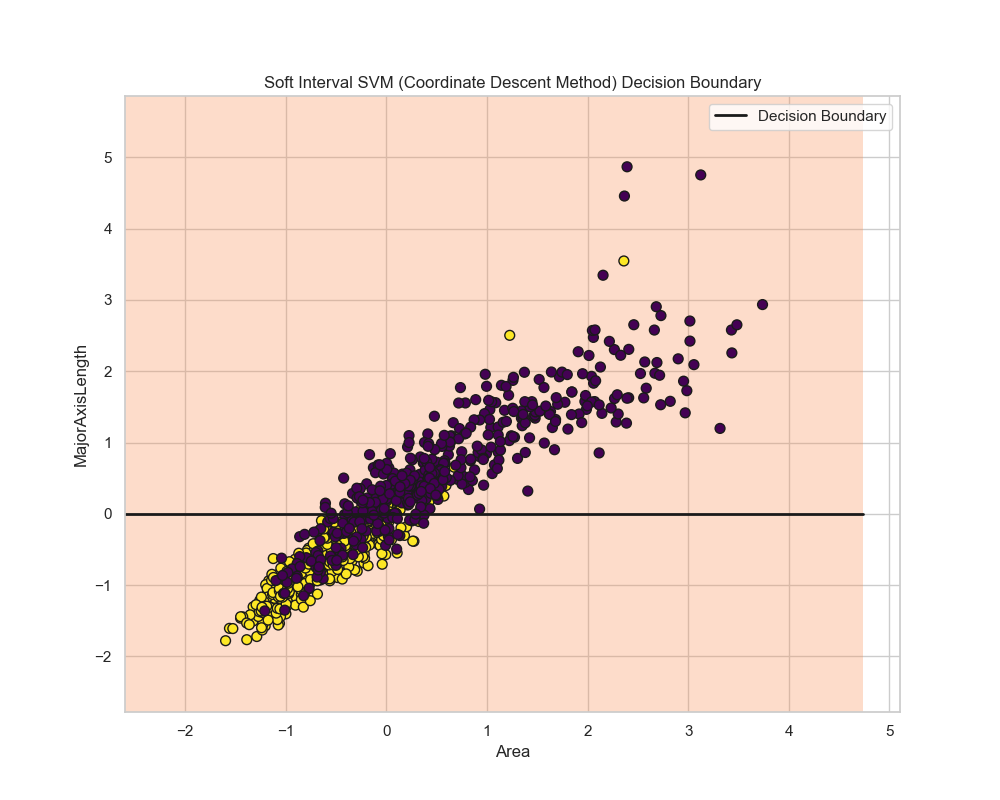 Soft Interval SVM (Coordinate Descent Method) Decision Boundary
Decision Boundary
5
4
3
2
1
0
−1
−2
MajorAxisLength
−2 −1 0 1 2 3 4 5
Area